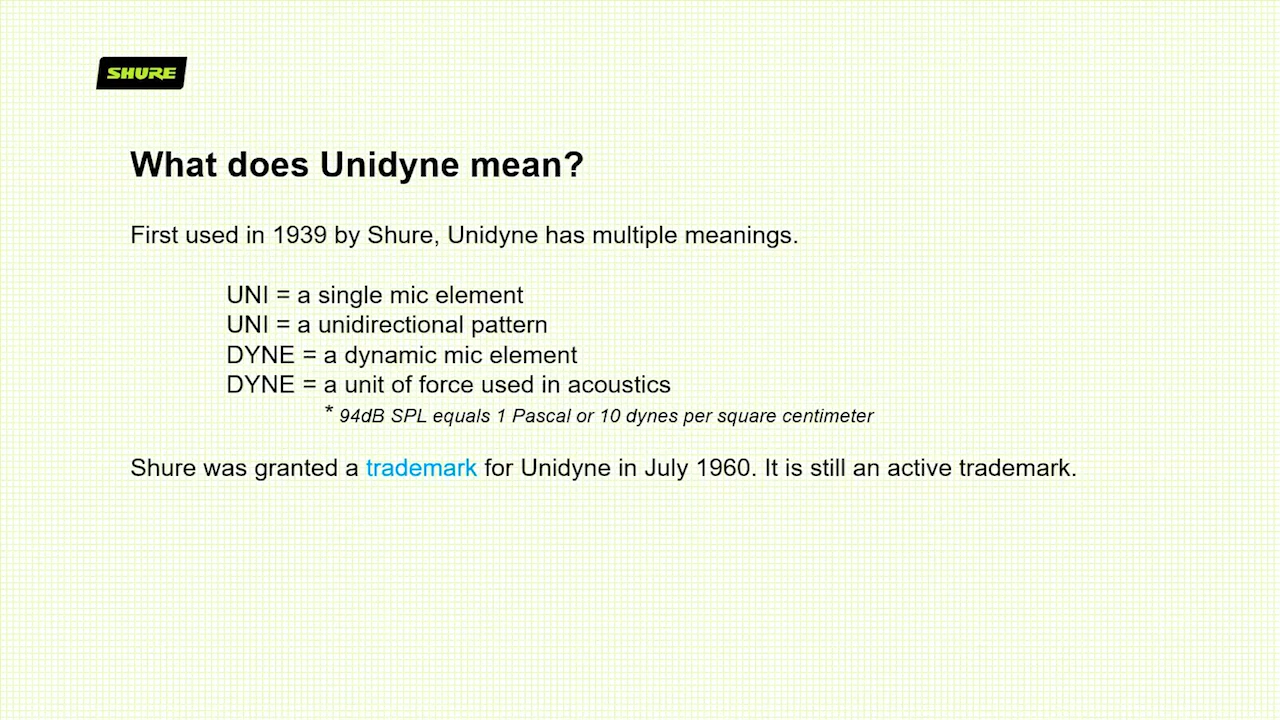 SHURE
What does Unidyne mean?
First used in 1939 by Shure, Unidyne has multiple meanings.
UNI = a single mic element
UNI = a unidirectional pattern
DYNE = a dynamic mic element
DYNE = a unit of force used in acoustics
* 94dB SPL equals 1 Pascal or 10 dynes per square centimeter
Shure was granted a trademark for Unidyne in July 1960. It is still an active trademark.